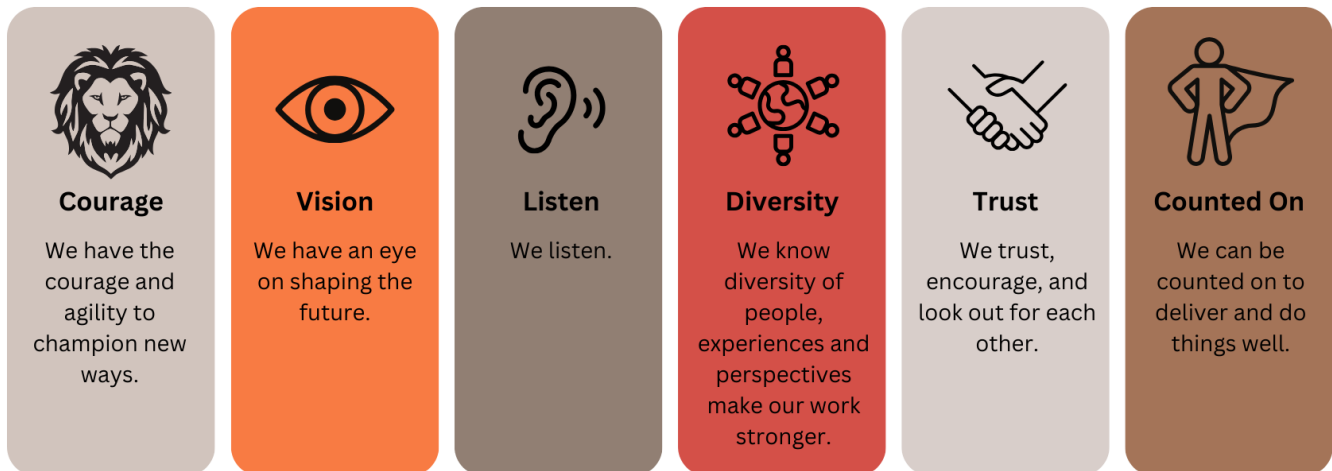 Courage
We have the
courage and
agility to
champion new
ways.
Vision
We have an eye
on shaping the
future.
Listen
We listen.
Diversity
We know
diversity of
people,
experiences and
perspectives
make our work
stronger.
Trust
We trust,
encourage, and
look out for each
other.
Counted On
We can be
counted on to
deliver and do
things well.